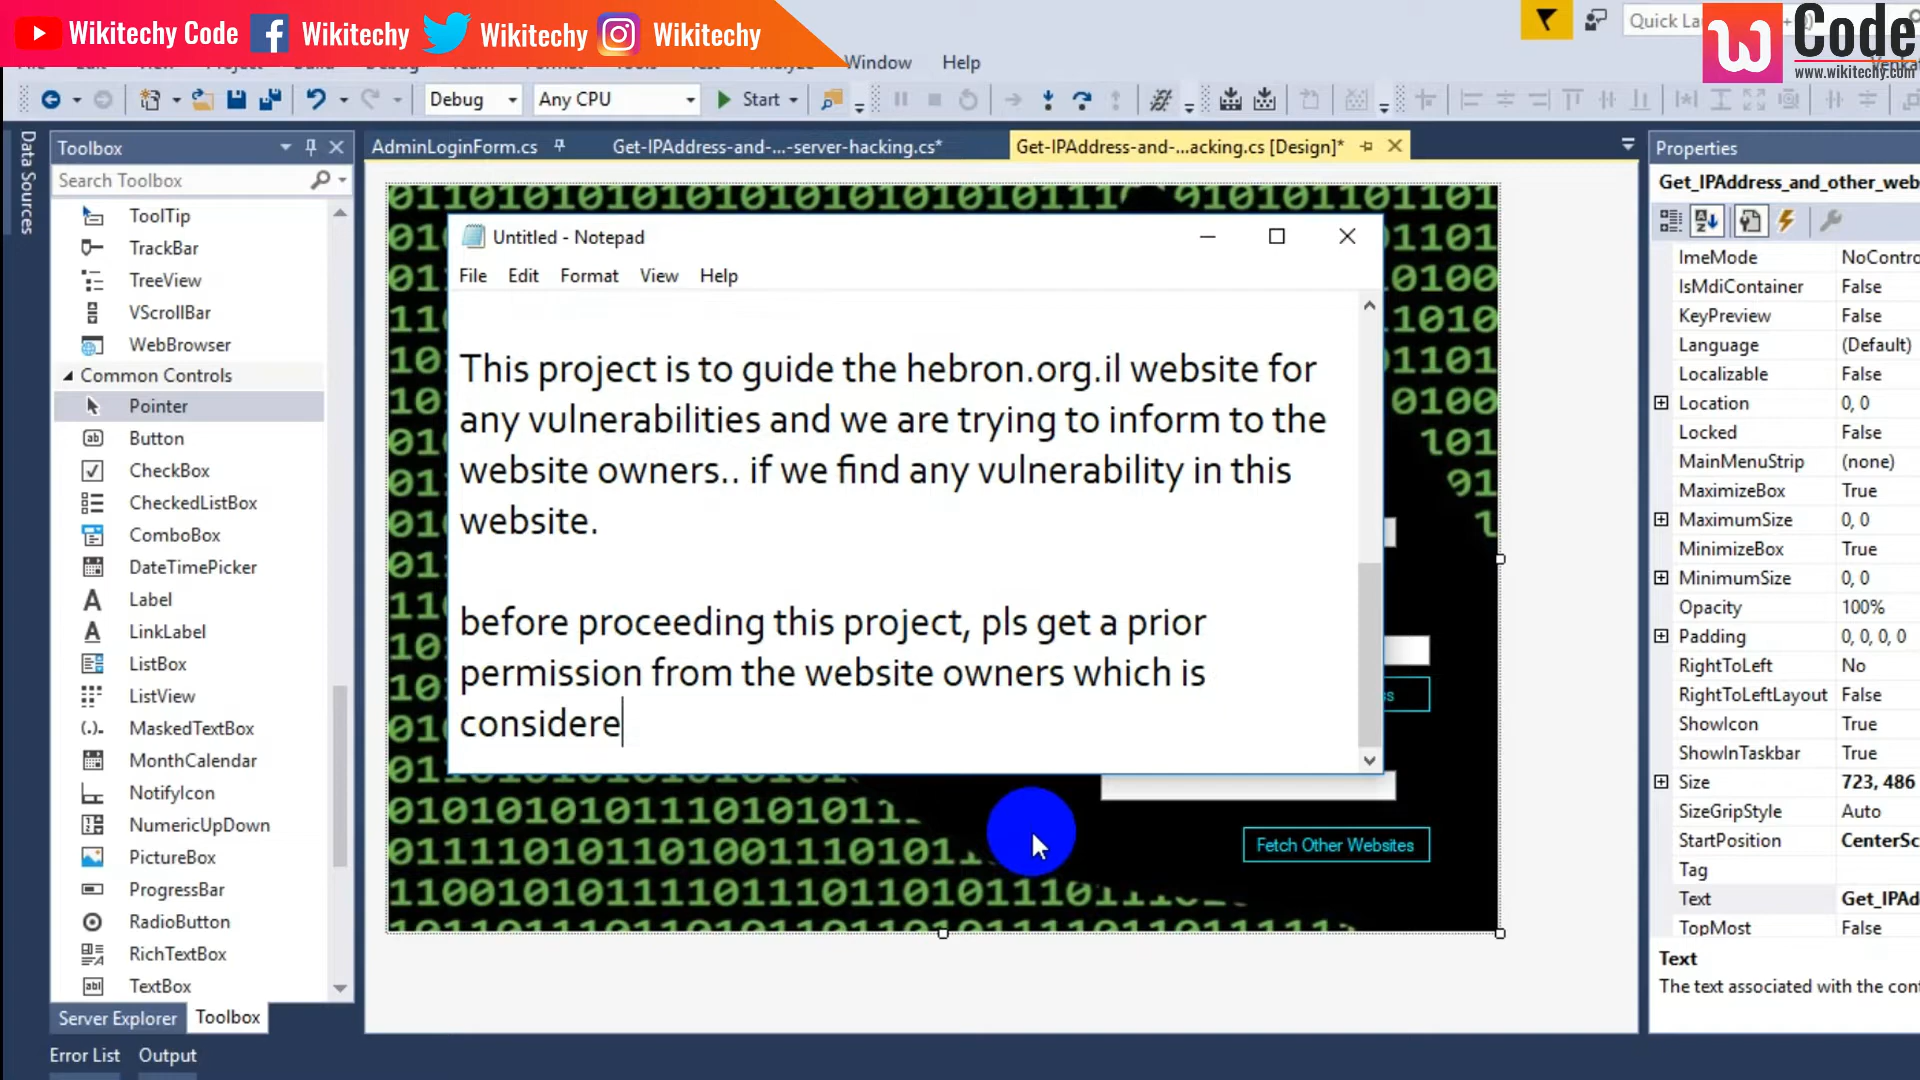 Wikitechy Code
Wikitechy
Wikitechy
Wikitechy
Code
www.wikitechy.com
Window
Help
Debug
Any CPU
Start
Data Sources
Toolbox
Search Toolbox
ToolTip
TrackBar
TreeView
VScrollBar
WebBrowser
Common Controls
Pointer
Button
CheckBox
CheckedListBox
ComboBox
DateTimePicker
Label
LinkLabel
ListBox
ListView
MaskedTextBox
MonthCalendar
NotifyIcon
NumericUpDown
PictureBox
ProgressBar
RadioButton
RichTextBox
TextBox
Server Explorer
Toolbox
Error List
Output
AdminLoginForm.cs
Get-IPAddress-and-...-server-hacking.cs*
Get-IPAddress-and-...acking.cs [Design]*
Untitled - Notepad
File Edit Format View Help
This project is to guide the hebron.org.il website for
any vulnerabilities and we are trying to inform to the
website owners.. if we find any vulnerability in this
website.
before proceeding this project, pls get a prior
permission from the website owners which is
considere
Fetch Other Websites
Properties
Get_IPAddress_and_other_web
ImeMode NoContro
IsMdiContainer False
KeyPreview False
Language (Default)
Localizable False
Location 0, 0
Locked False
MainMenuStrip (none)
MaximizeBox True
MaximumSize 0, 0
MinimizeBox True
MinimumSize 0, 0
Opacity 100%
Padding 0, 0, 0, 0
RightToLeft No
RightToLeftLayout False
ShowIcon True
ShowInTaskbar True
Size 723, 486
SizeGripStyle Auto
StartPosition CenterSc
Tag
Text Get_IPAd
TopMost False
Text
The text associated with the cont